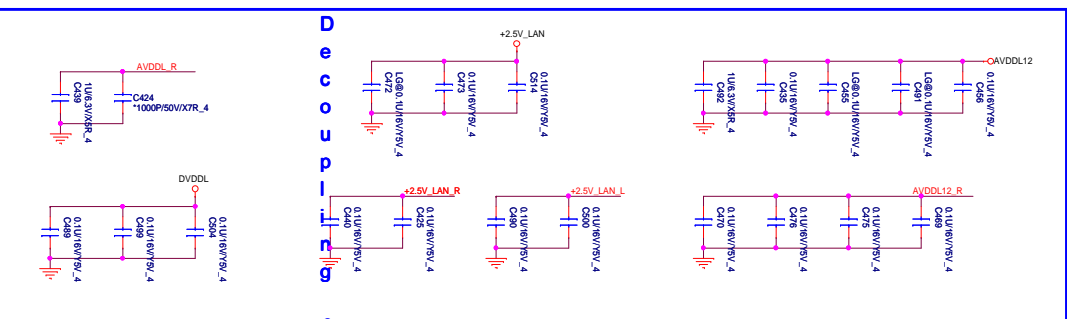 Decoupling
+2.5V_LAN
AVDDL_R
C439
1U/6.3V/X5R_4
C424
*1000P/50V/X7R_4
C472
LG@0.1U/16V/Y5V_4
C473
0.1U/16V/Y5V_4
C514
0.1U/16V/Y5V_4
AVDDL12
C492
1U/6.3V/X5R_4
C435
0.1U/16V/Y5V_4
C455
LG@0.1U/16V/Y5V_4
C491
LG@0.1U/16V/Y5V_4
C456
0.1U/16V/Y5V_4
DVDDL
C489
0.1U/16V/Y5V_4
C499
0.1U/16V/Y5V_4
C504
0.1U/16V/Y5V_4
+2.5V_LAN_R
C440
0.1U/16V/Y5V_4
C425
0.1U/16V/Y5V_4
+2.5V_LAN_L
C490
0.1U/16V/Y5V_4
C500
0.1U/16V/Y5V_4
AVDDL12_R
C470
0.1U/16V/Y5V_4
C476
0.1U/16V/Y5V_4
C475
0.1U/16V/Y5V_4
C469
0.1U/16V/Y5V_4